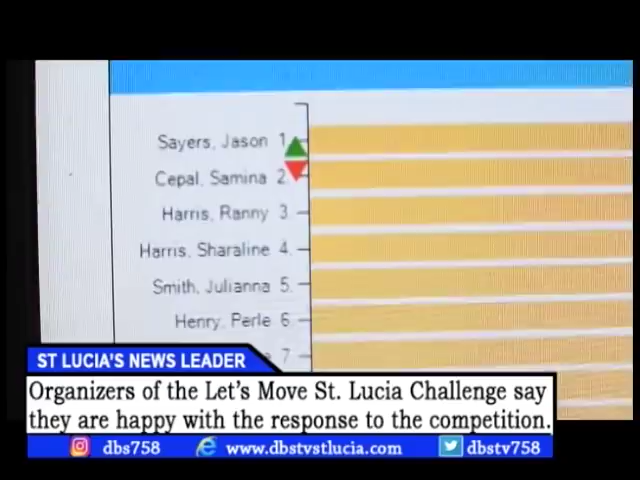 Sayers, Jason 1
Cepal, Samina 2.
Harris, Ranny 3.
Harris, Sharaline 4.
Smith, Julianna 5.
Henry, Perle 6.
7.
ST LUCIA'S NEWS LEADER
Organizers of the Let's Move St. Lucia Challenge say
they are happy with the response to the competition.
dbs758 www.dbstvstlucia.com dbstv758